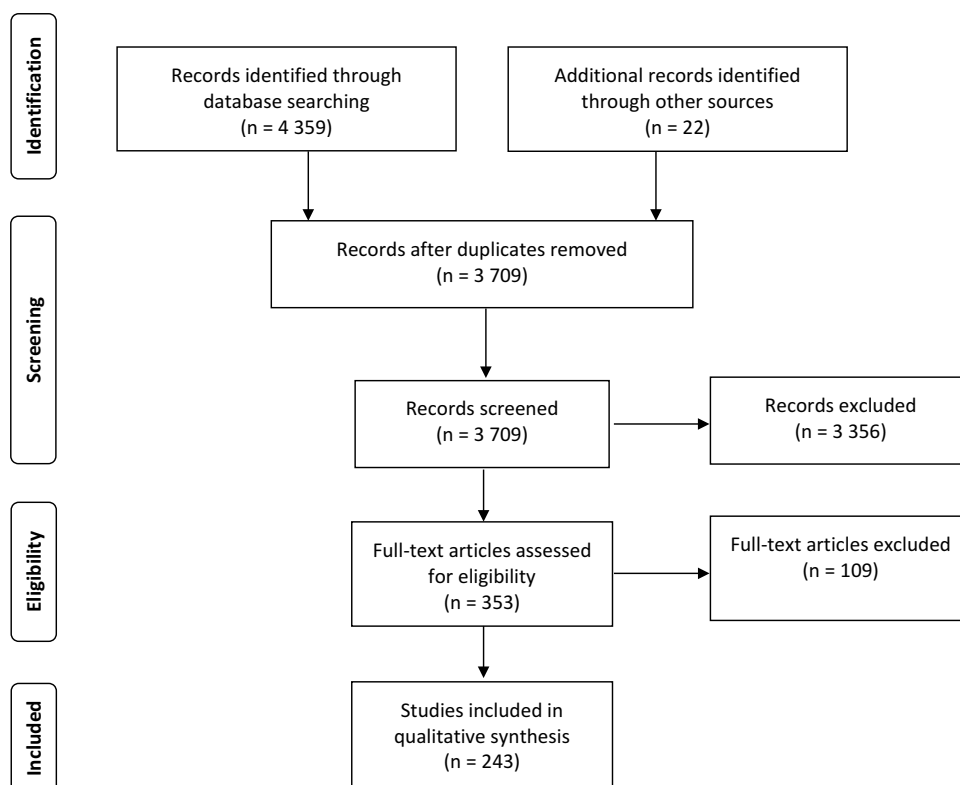 Identification
Records identified through
database searching
(n = 4 359)
Additional records identified
through other sources
(n = 22)
Screening
Records after duplicates removed
(n = 3 709)
Records screened
(n = 3 709)
Records excluded
(n = 3 356)
Eligibility
Full-text articles assessed
for eligibility
(n = 353)
Full-text articles excluded
(n = 109)
Included
Studies included in
qualitative synthesis
(n = 243)